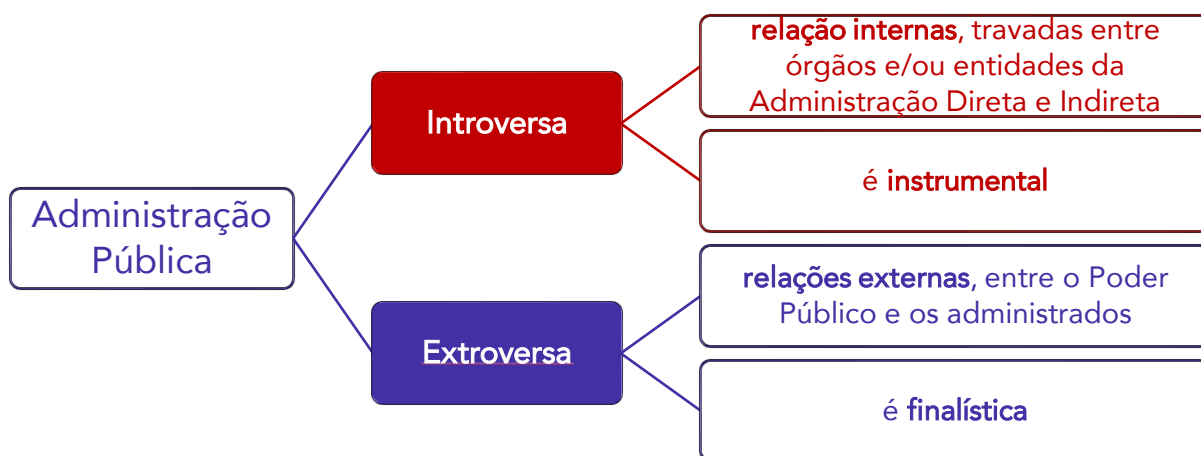 relação internas, travadas entre
órgãos e/ou entidades da
Administração Direta e Indireta
Introversa
é instrumental
Administração
Pública
relações externas, entre o Poder
Público e os administrados
Extroversa
é finalística